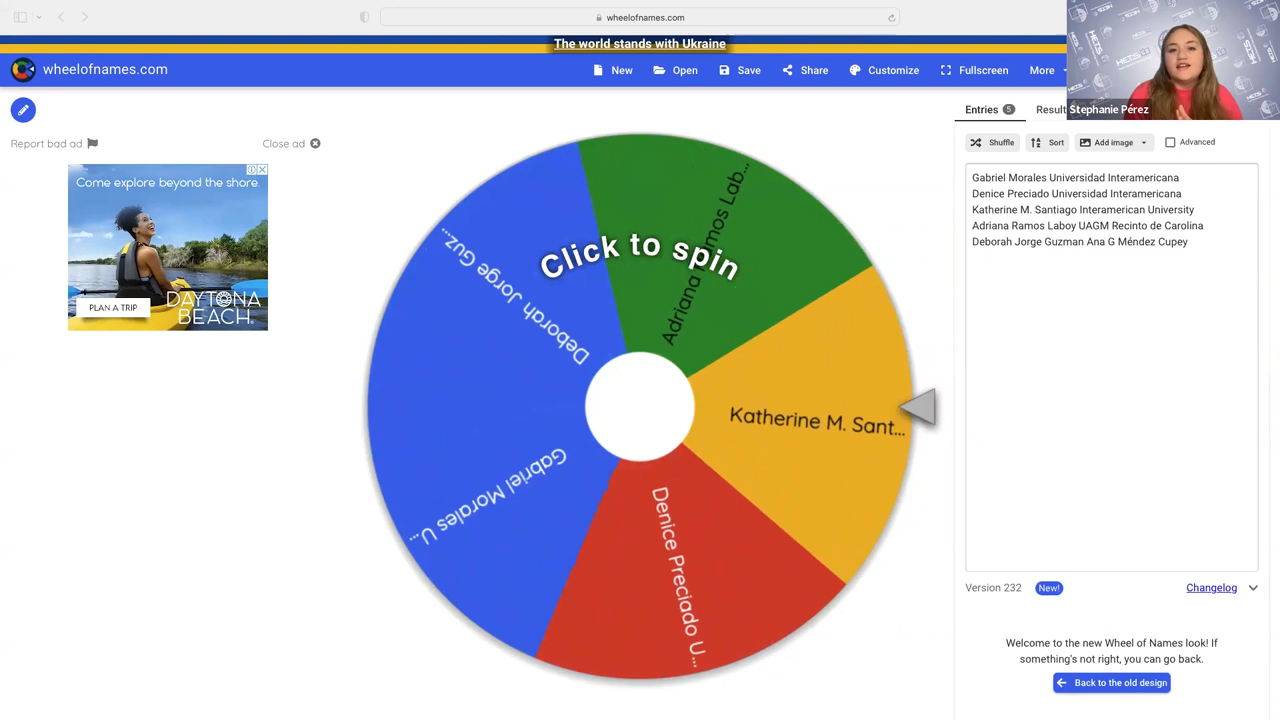 wheelofnames.com
The world stands with Ukraine
wheelofnames.com
New
Open
Save
Share
Customize
Fullscreen
More
Stephanie Pérez
Entries 5
Report bad ad
Close ad
Come explore beyond the shore.
PLAN A TRIP
DAYTONA
BEACH.
Click to spin
Adriana
mos Lab...
Deborah Jorge Guz...
Katherine M. Sant...
Gabriel Morales U...
Denice Preciado U...
Shuffle
Sort
Add image
Advanced
Gabriel Morales Universidad Interamericana
Denice Preciado Universidad Interamericana
Katherine M. Santiago Interamerican University
Adriana Ramos Laboy UAGM Recinto de Carolina
Deborah Jorge Guzman Ana G Méndez Cupey
Version 232
New!
Changelog
Welcome to the new Wheel of Names look! If
something's not right, you can go back.
Back to the old design